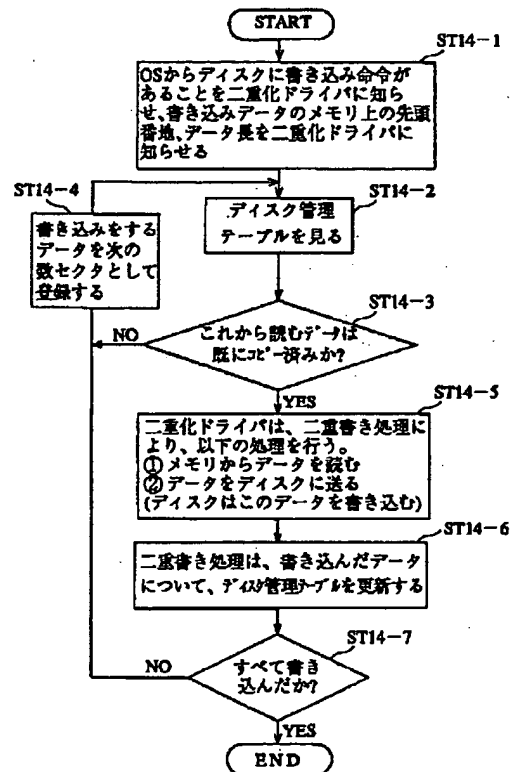 START
ST14-1
OSからディスクに書き込み命令が
あることを二重化ドライバに知ら
せ、書き込みデータのメモリ上の先頭
番地、データ長を二重化ドライバに
知らせる
ST14-2
ディスク管理
テーブルを見る
ST14-4
書き込みをする
データを次の
数セクタとして
登録する
ST14-3
これから読むデータは
既にコピー済みか?
NO
YES
ST14-5
二重化ドライバは、二重書き処理に
より、以下の処理を行う。
①メモリからデータを読む
②データをディスクに送る
(ディスクはこのデータを書き込む)
ST14-6
二重書き処理は、書き込んだデータ
について、ディスク管理テーブルを更新する
ST14-7
すべて書き
込んだか?
NO
YES
END